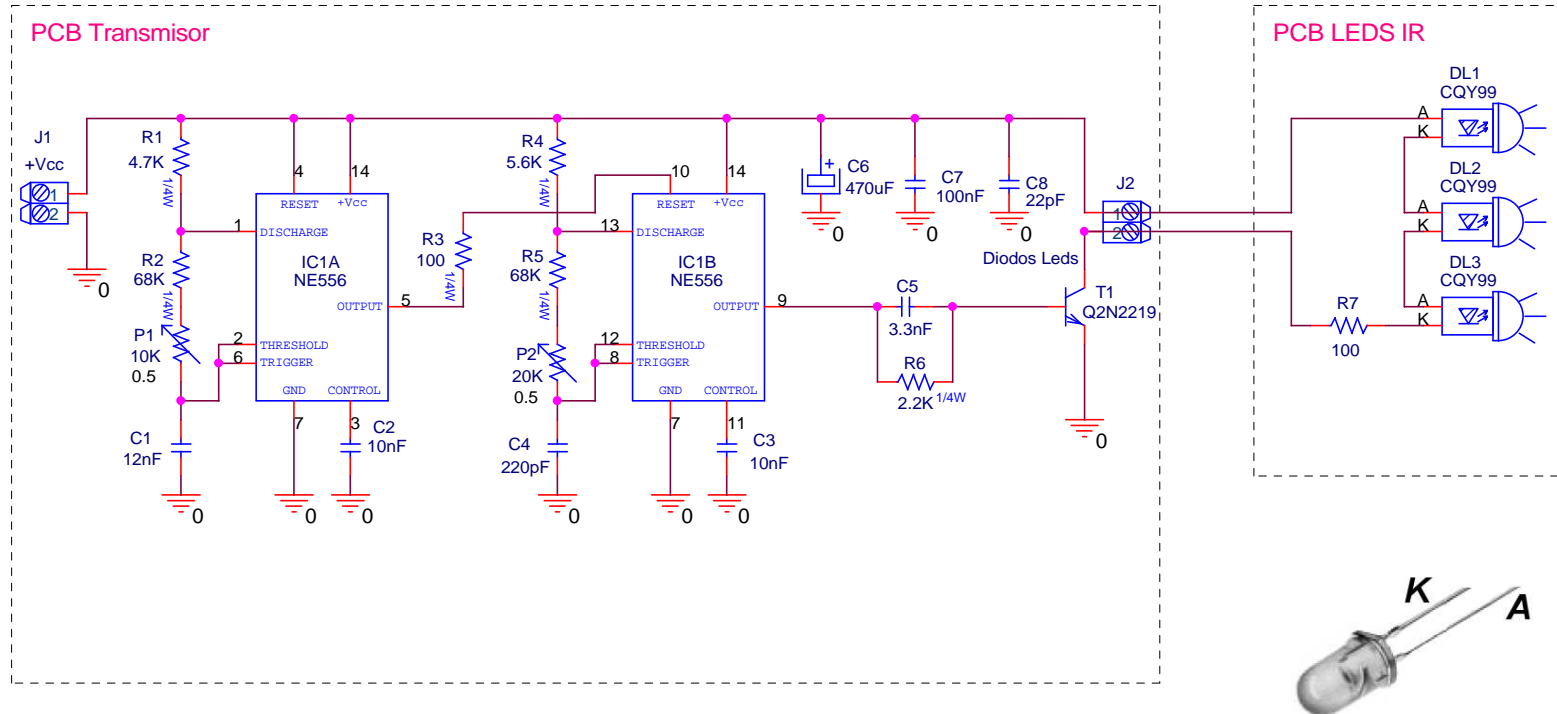 PCB Transmisor
PCB LEDS IR
J1
+Vcc
1
2
0
R1
4.7K
1/4W
R2
68K
1/4W
P1
10K
0.5
C1
12nF
0
4
14
RESET
+Vcc
1
DISCHARGE
IC1A
NE556
OUTPUT
5
2
THRESHOLD
6
TRIGGER
GND
CONTROL
7
3
C2
10nF
0
0
R3
100
1/4W
R4
5.6K
1/4W
R5
68K
1/4W
P2
20K
0.5
C4
220pF
0
10
14
RESET
+Vcc
13
DISCHARGE
IC1B
NE556
OUTPUT
9
12
THRESHOLD
8
TRIGGER
GND
CONTROL
7
11
C3
10nF
0
0
+
C6
470uF
0
C7
100nF
0
C8
22pF
0
J2
1
2
Diodos Leds
C5
3.3nF
R6
2.2K
1/4W
T1
Q2N2219
0
DL1
CQY99
A
K
DL2
CQY99
A
K
DL3
CQY99
A
K
R7
100
K
A